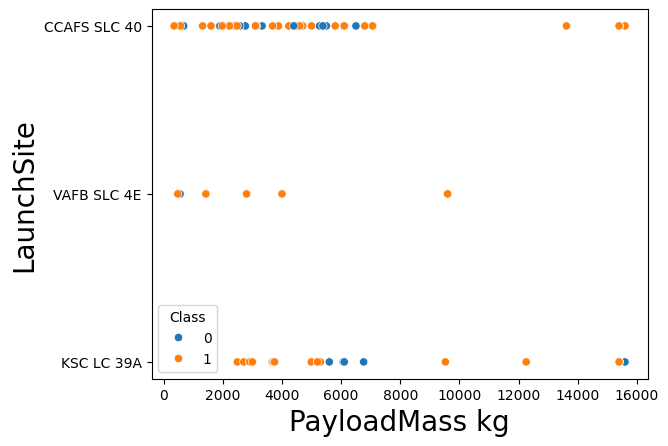 CCAFS SLC 40
VAFB SLC 4E
KSC LC 39A
LaunchSite
Class
0
1
0 2000 4000 6000 8000 10000 12000 14000 16000
PayloadMass kg